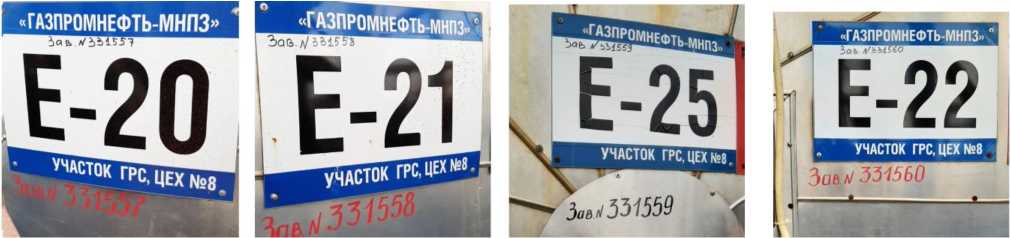 «ГАЗПРОМНЕФТЬ-МНПЗ»
Зав. N 331557
Е-20
УЧАСТОК ГРС, ЦЕХ №8
Зав. N 331557
«ГАЗПРОМНЕФТЬ-МНПЗ»
Зав. N 331558
Е-21
УЧАСТОК ГРС, ЦЕХ №8
Зав. N 331558
«ГАЗПРОМНЕФТЬ-МНПЗ»
Зав. N 331559
Е-25
УЧАСТОК ГРС, ЦЕХ №8
Зав. N 331559
«ГАЗПРОМНЕФТЬ-МНПЗ»
Зав. N 331560
Е-22
УЧАСТОК ГРС, ЦЕХ №8
Зав. N 331560